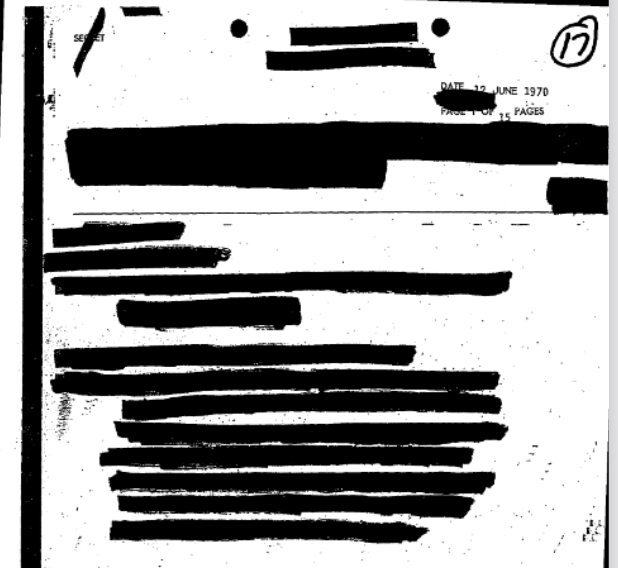 SECRET
17
DATE 12 JUNE 1970
PAGE 1 OF 15 PAGES